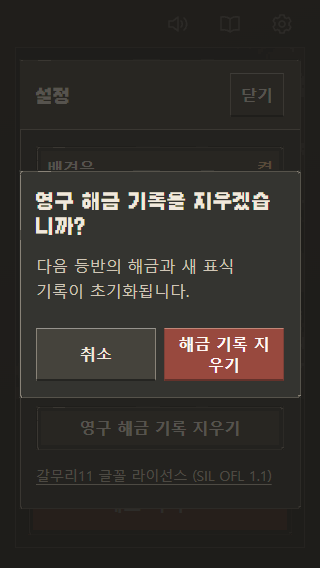 설정
닫기
배경음
켬
영구 해금 기록을 지우겠습
니까?
다음 등반의 해금과 새 표식
기록이 초기화됩니다.
취소
해금 기록 지
우기
영구 해금 기록 지우기
갈무리11 글꼴 라이선스 (SIL OFL 1.1)